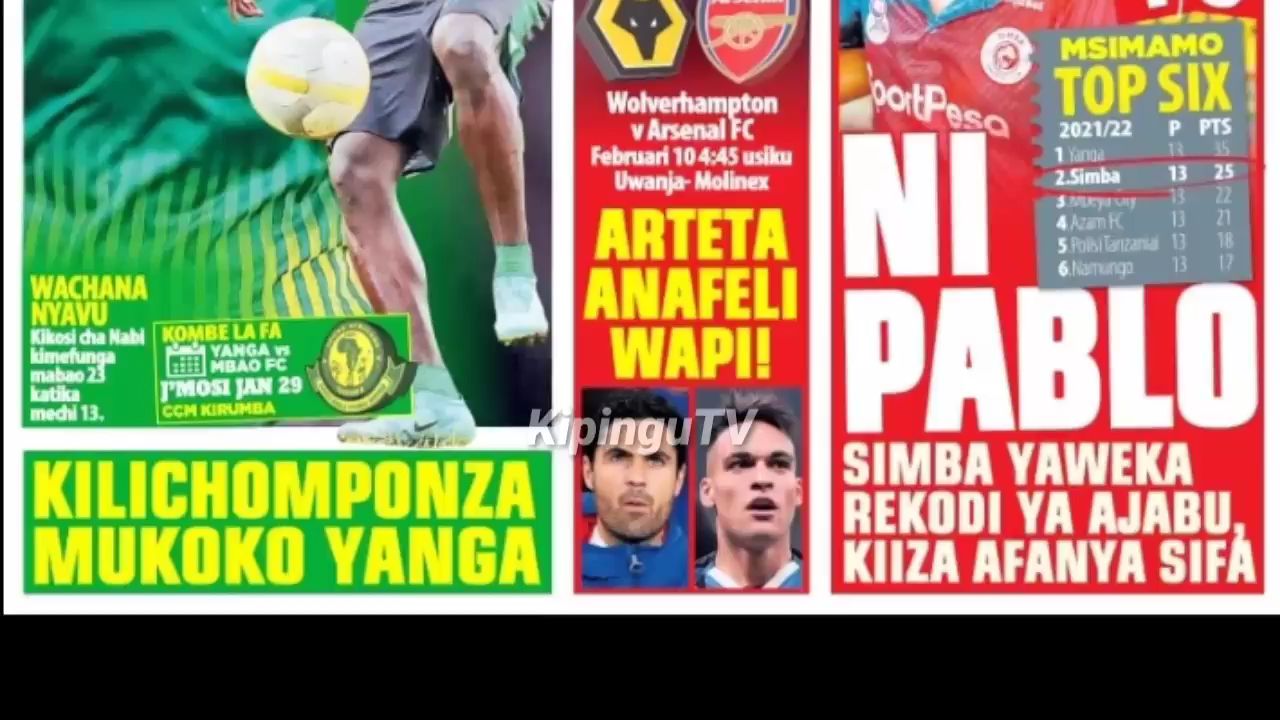 WACHANA
NYAVU
Kikosi cha Nabi
kimefunga
mabao 23
katika
mechi 13.
KOMBE LA FA
YANGA vs
MBAO FC
J'MOSI JAN 29
CCM KIRUMBA
KILICHOMPONZA
MUKOKO YANGA
Arsenal
Wolverhampton
v Arsenal FC
Februari 10 4:45 usiku
Uwanja- Molinex
ARTETA
ANAFELI
WAPI!
KipinguTV
SportPesa
MSIMAMO
TOP SIX
2021/22 P PTS
1 Yanga 13 35
2.Simba 13 25
3 Mbeya City 13 22
4 Azam FC 13 21
5 Polisi Tanzania 13 18
6.Namungo 13 17
NI
PABLO
SIMBA YAWEKA
REKODI YA AJABU,
KIIZA AFANYA SIFA